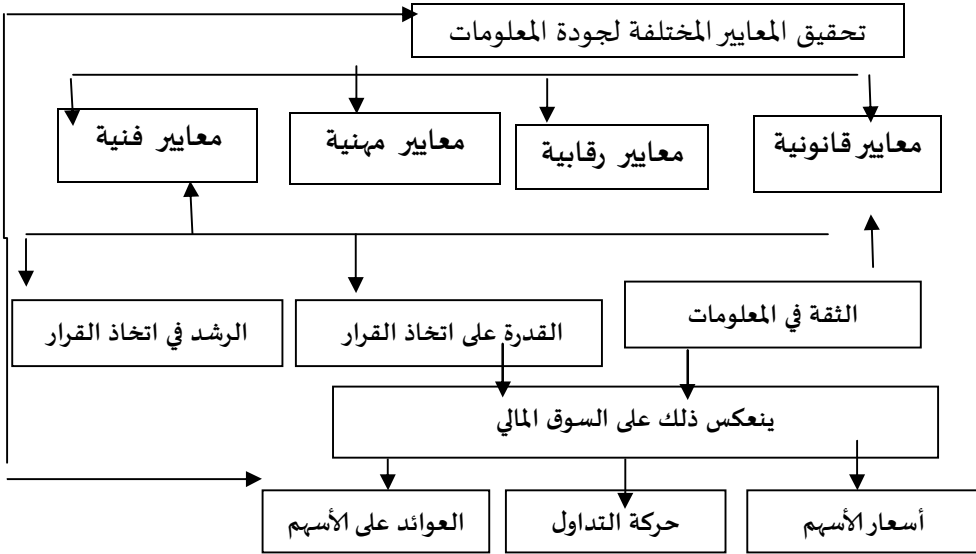 تحقيق المعايير المختلفة لجودة المعلومات
معايير قانونية
معايير رقابية
معايير مهنية
معايير فنية
الثقة في المعلومات
القدرة على اتخاذ القرار
الرشد في اتخاذ القرار
ينعكس ذلك على السوق المالي
أسعار الأسهم
حركة التداول
العوائد على الأسهم